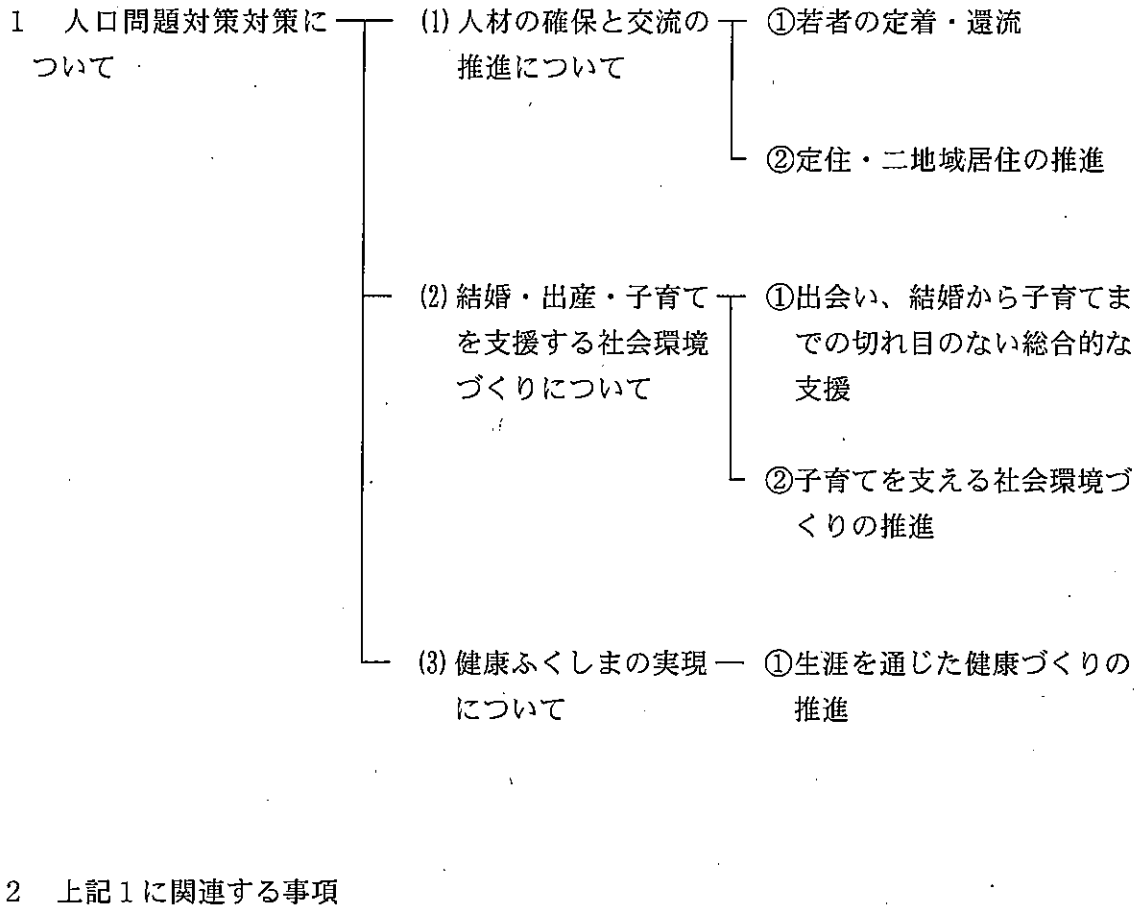 1 人口問題対策対策に
ついて
(1) 人材の確保と交流の
推進について
①若者の定着・還流
②定住・二地域居住の推進
(2) 結婚・出産・子育て
を支援する社会環境
づくりについて
①出会い、結婚から子育てま
での切れ目のない総合的な
支援
②子育てを支える社会環境づ
くりの推進
(3) 健康ふくしまの実現
について
①生涯を通じた健康づくりの
推進
2 上記1に関連する事項